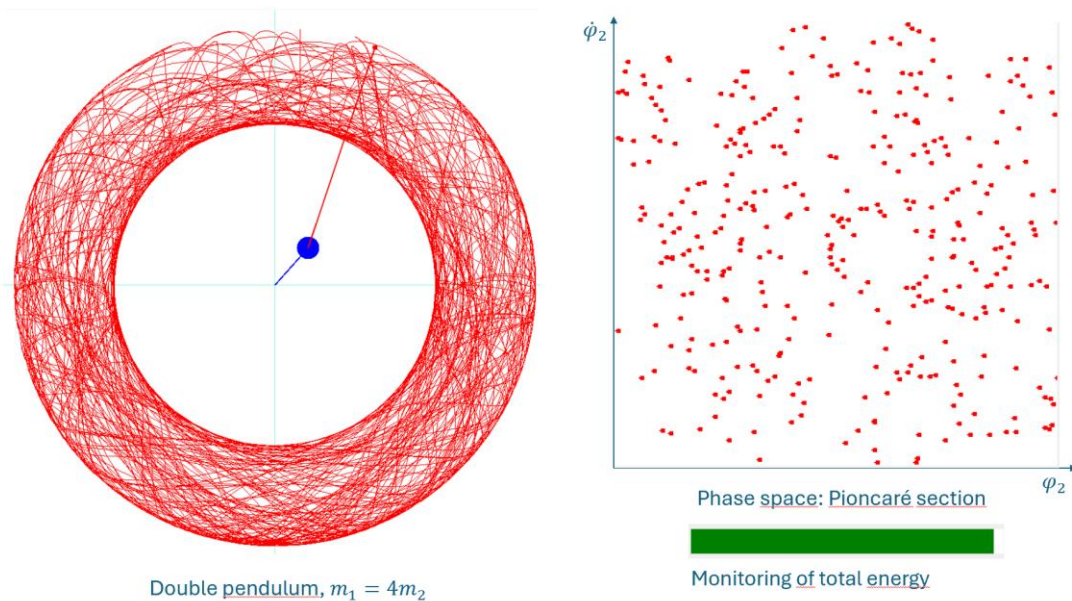 φ̇₂
φ₂
Phase space: Pioncaré section
Monitoring of total energy
Double pendulum, m₁ = 4m₂